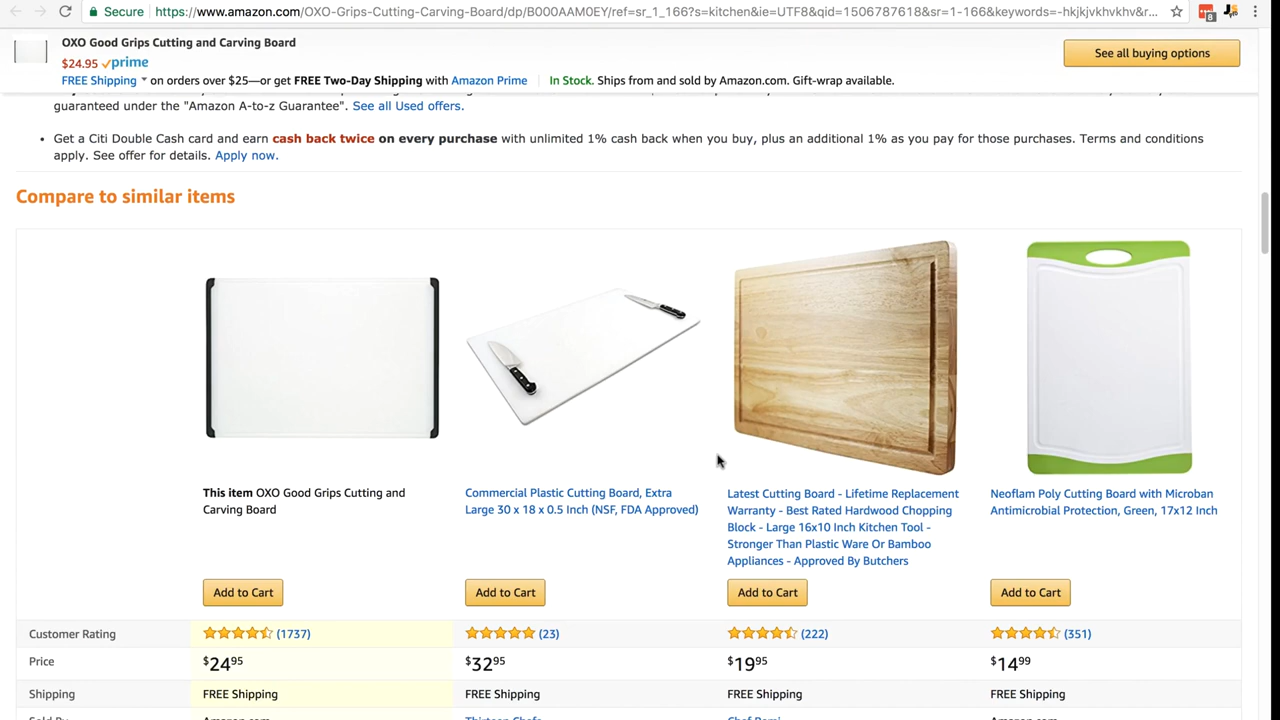 Secure
https://www.amazon.com/OXO-Grips-Cutting-Carving-Board/dp/B000AAM0EY/ref=sr_1_166?s=kitchen&ie=UTF8&qid=1506787618&sr=1-166&keywords=-hkjkjvkhvkhv&r...
8
OXO Good Grips Cutting and Carving Board
$24.95 prime
FREE Shipping on orders over $25—or get FREE Two-Day Shipping with Amazon Prime
In Stock. Ships from and sold by Amazon.com. Gift-wrap available.
See all buying options
guaranteed under the "Amazon A-to-z Guarantee". See all Used offers.
• Get a Citi Double Cash card and earn cash back twice on every purchase with unlimited 1% cash back when you buy, plus an additional 1% as you pay for those purchases. Terms and conditions
apply. See offer for details. Apply now.
Compare to similar items
This item OXO Good Grips Cutting and
Carving Board
Commercial Plastic Cutting Board, Extra
Large 30 x 18 x 0.5 Inch (NSF, FDA Approved)
Latest Cutting Board - Lifetime Replacement
Warranty - Best Rated Hardwood Chopping
Block - Large 16x10 Inch Kitchen Tool -
Stronger Than Plastic Ware Or Bamboo
Appliances - Approved By Butchers
Neoflam Poly Cutting Board with Microban
Antimicrobial Protection, Green, 17x12 Inch
Add to Cart Add to Cart Add to Cart Add to Cart
Customer Rating (1737) (23) (222) (351)
Price $24.95 $32.95 $19.95 $14.99
Shipping FREE Shipping FREE Shipping FREE Shipping FREE Shipping